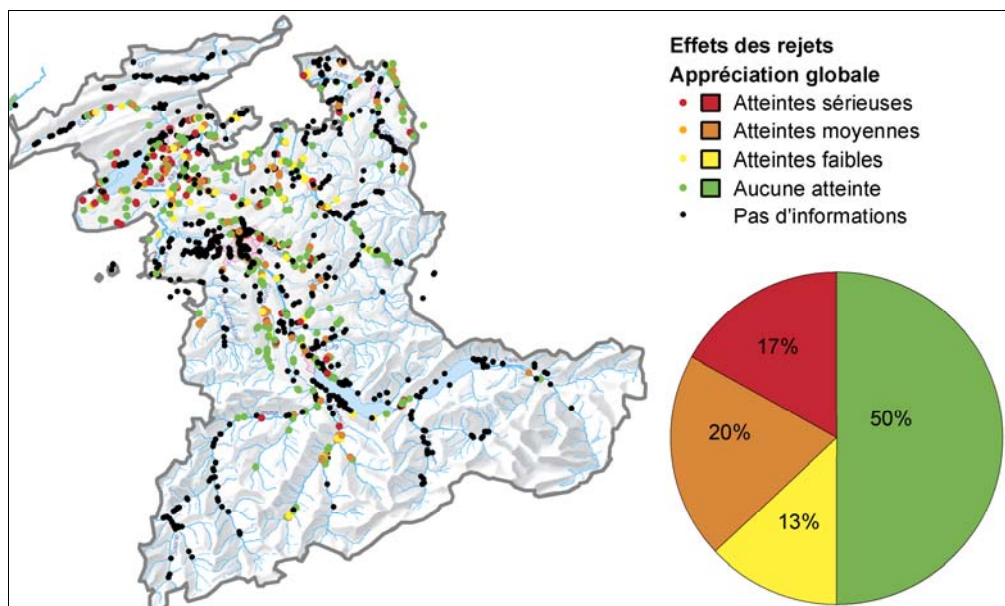 Effets des rejets
Appréciation globale
Atteintes sérieuses
Atteintes moyennes
Atteintes faibles
Aucune atteinte
Pas d'informations
17%
50%
20%
13%